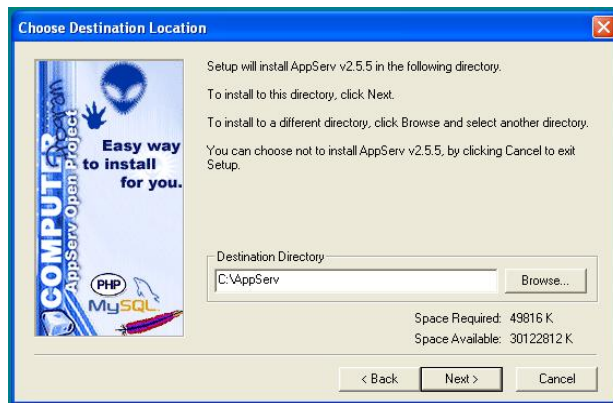 Choose Destination Location
Setup will install AppServ v2.5.5 in the following directory.
To install to this directory, click Next.
To install to a different directory, click Browse and select another directory.
You can choose not to install AppServ v2.5.5, by clicking Cancel to exit
Setup.
COMPUTER
Program
AppServ Open Project
Easy way
to install
for you.
PHP
MySQL
Destination Directory
C:\AppServ
Browse...
Space Required: 49816 K
Space Available: 30122812 K
< Back
Next >
Cancel